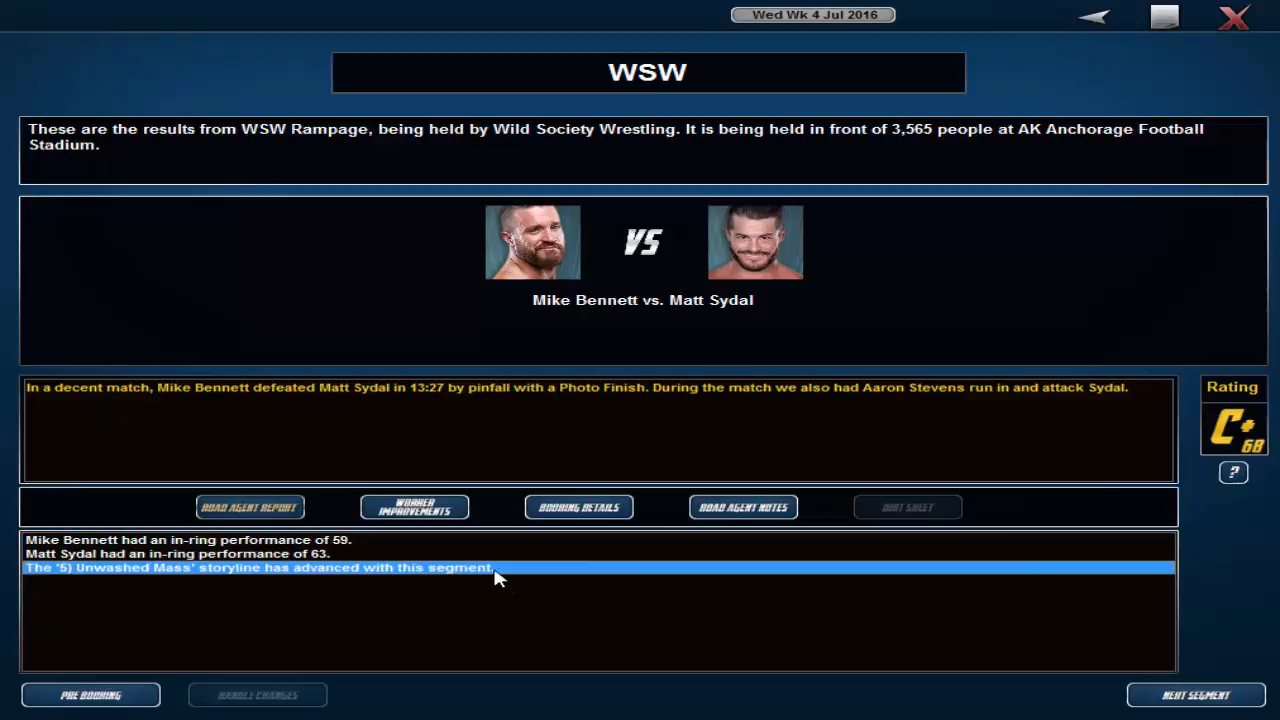 Wed Wk 4 Jul 2016
WSW
These are the results from WSW Rampage, being held by Wild Society Wrestling. It is being held in front of 3,565 people at AK Anchorage Football
Stadium.
VS
Mike Bennett vs. Matt Sydal
In a decent match, Mike Bennett defeated Matt Sydal in 13:27 by pinfall with a Photo Finish. During the match we also had Aaron Stevens run in and attack Sydal.
Rating
C+
68
?
ROAD AGENT REPORT
WORKER
IMPROVEMENTS
BOOKING DETAILS
ROAD AGENT NOTES
DIRT SHEET
Mike Bennett had an in-ring performance of 59.
Matt Sydal had an in-ring performance of 63.
The '5) Unwashed Mass' storyline has advanced with this segment.
PRE BOOKING
HANDLE CHANGES
NEXT SEGMENT